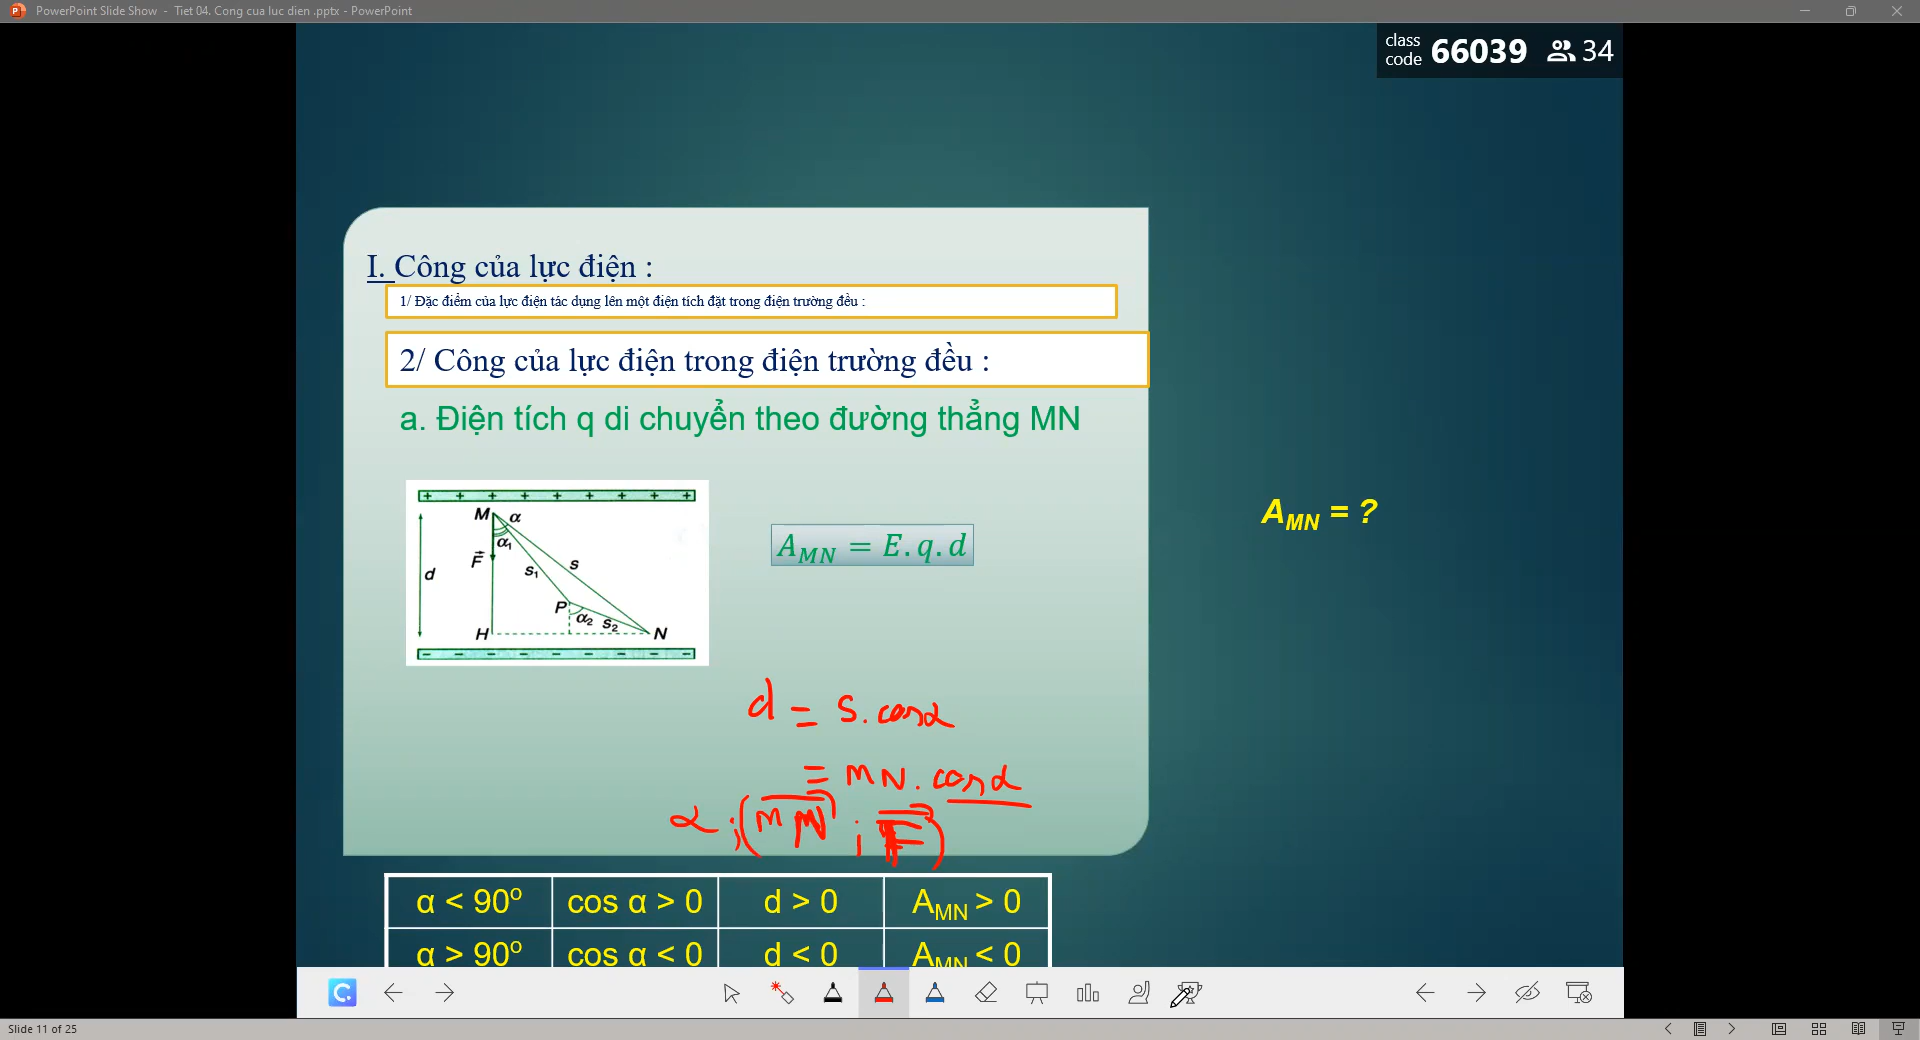 PowerPoint Slide Show - Tiet 04. Cong cua luc dien .pptx - PowerPoint
class code 66039 34
I. Công của lực điện :
1/ Đặc điểm của lực điện tác dụng lên một điện tích đặt trong điện trường đều :
2/ Công của lực điện trong điện trường đều :
a. Điện tích q di chuyển theo đường thẳng MN
+ + + + + + + + +
M α
α₁
F⃗
s
s₁
d
P
α₂ s₂
H N
- - - - - - - - -
A_MN = E.q.d
A_MN = ?
d = s.cosα
= MN.cosα
α ; (MN ; F)
α < 90° cos α > 0 d > 0 A_MN > 0
α > 90° cos α < 0 d < 0 A_MN < 0
Slide 11 of 25